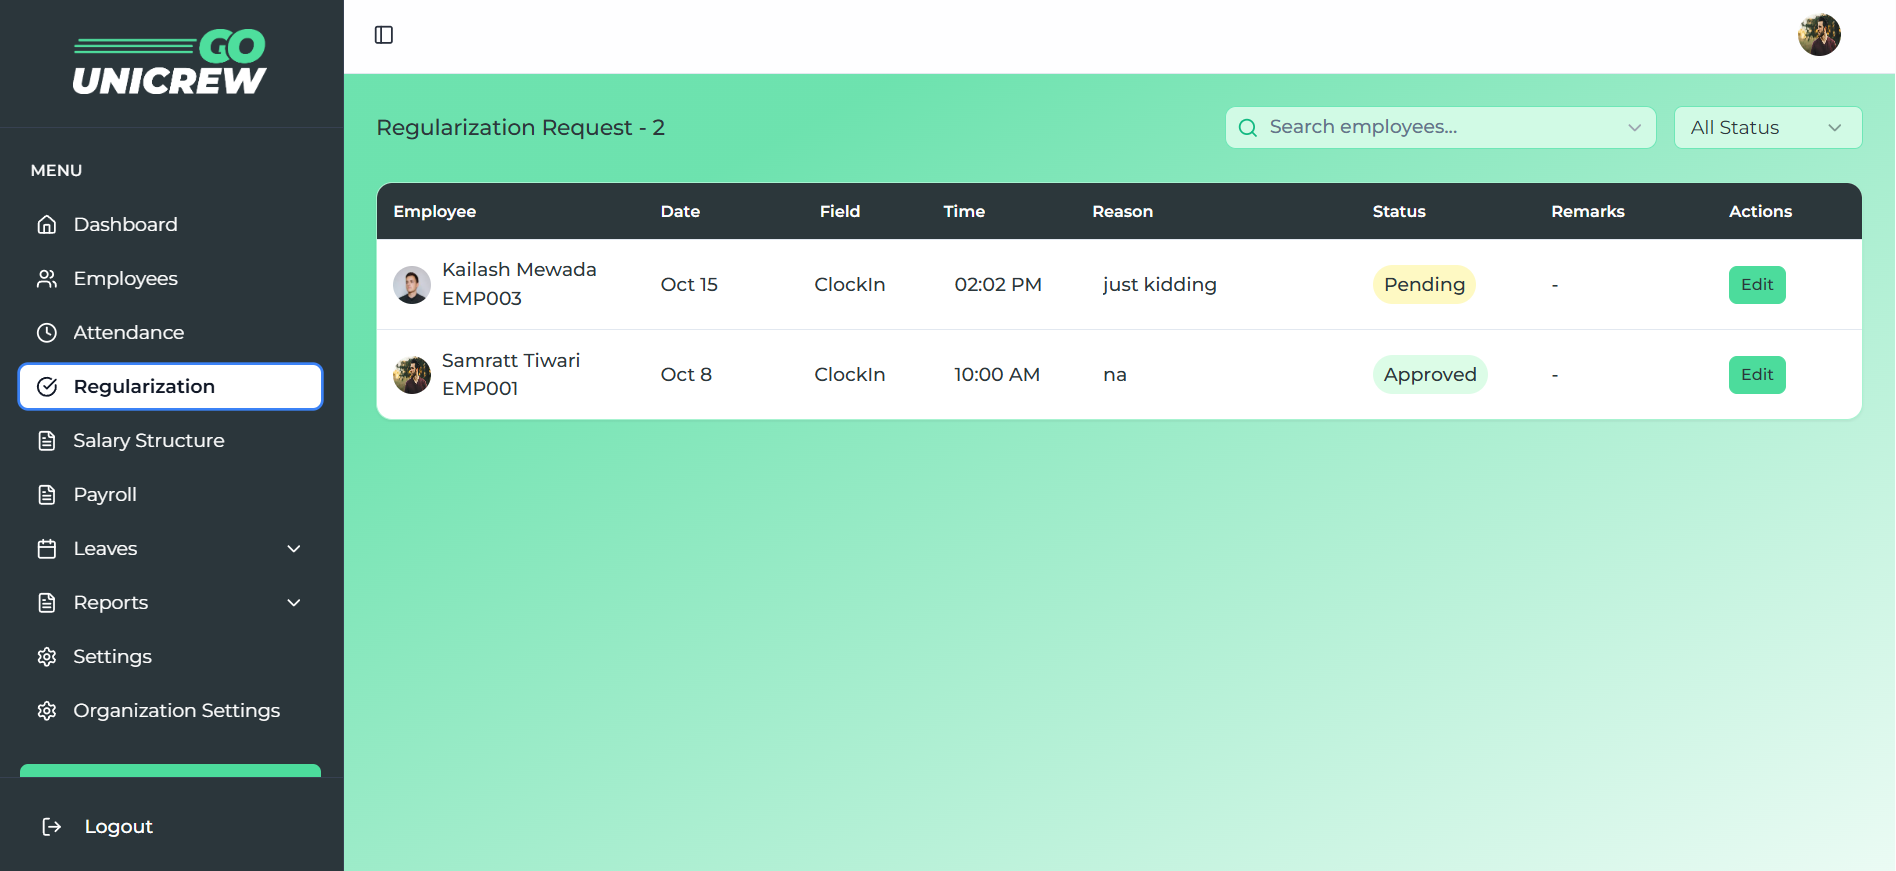 GO
UNICREW
MENU
Dashboard
Employees
Attendance
Regularization
Salary Structure
Payroll
Leaves
Reports
Settings
Organization Settings
Logout
Regularization Request - 2
Search employees...
All Status
Employee Date Field Time Reason Status Remarks Actions
Kailash Mewada
EMP003
Oct 15 ClockIn 02:02 PM just kidding Pending - Edit
Samratt Tiwari
EMP001
Oct 8 ClockIn 10:00 AM na Approved - Edit